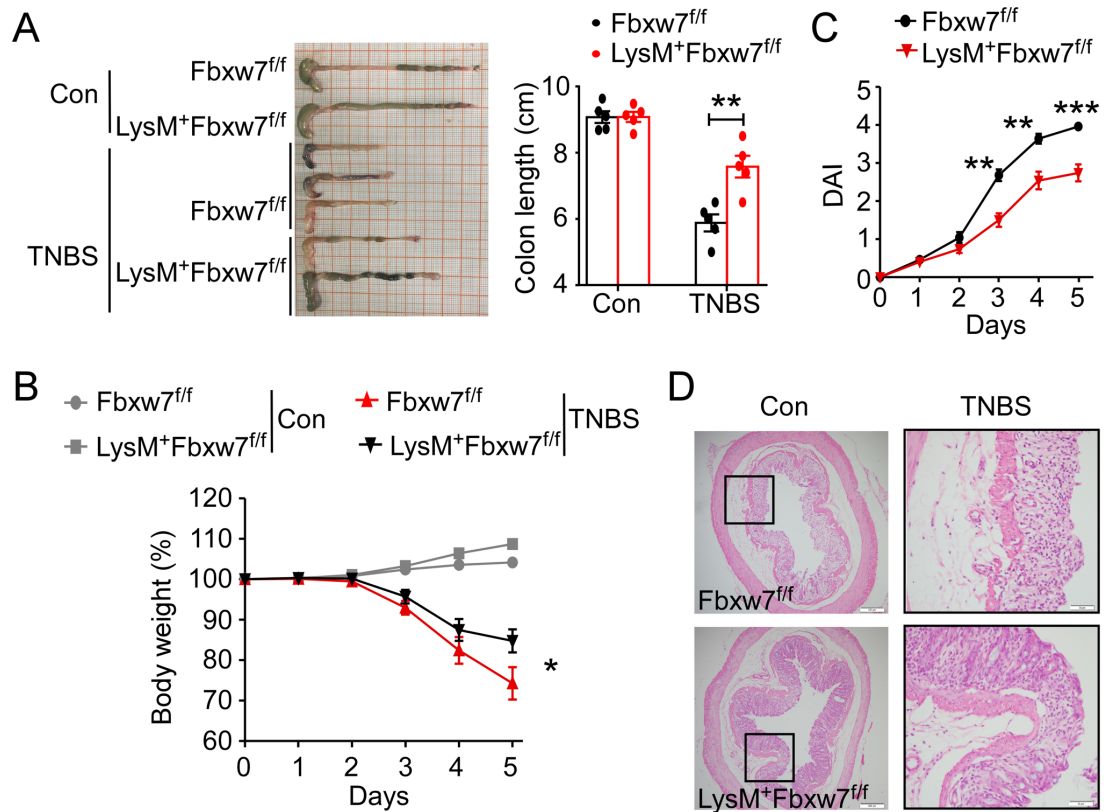 A
Con
TNBS
Fbxw7f/f
LysM+Fbxw7f/f
Fbxw7f/f
LysM+Fbxw7f/f
Fbxw7f/f
LysM+Fbxw7f/f
**
Colon length (cm)
10
8
6
4
Con
TNBS
C
Fbxw7f/f
LysM+Fbxw7f/f
DAI
5
4
3
2
1
0
**
**
***
0 1 2 3 4 5
Days
B
Fbxw7f/f
LysM+Fbxw7f/f
Con
Fbxw7f/f
LysM+Fbxw7f/f
TNBS
Body weight (%)
120
110
100
90
80
70
60
*
0 1 2 3 4 5
Days
D
Con
TNBS
Fbxw7f/f
LysM+Fbxw7f/f